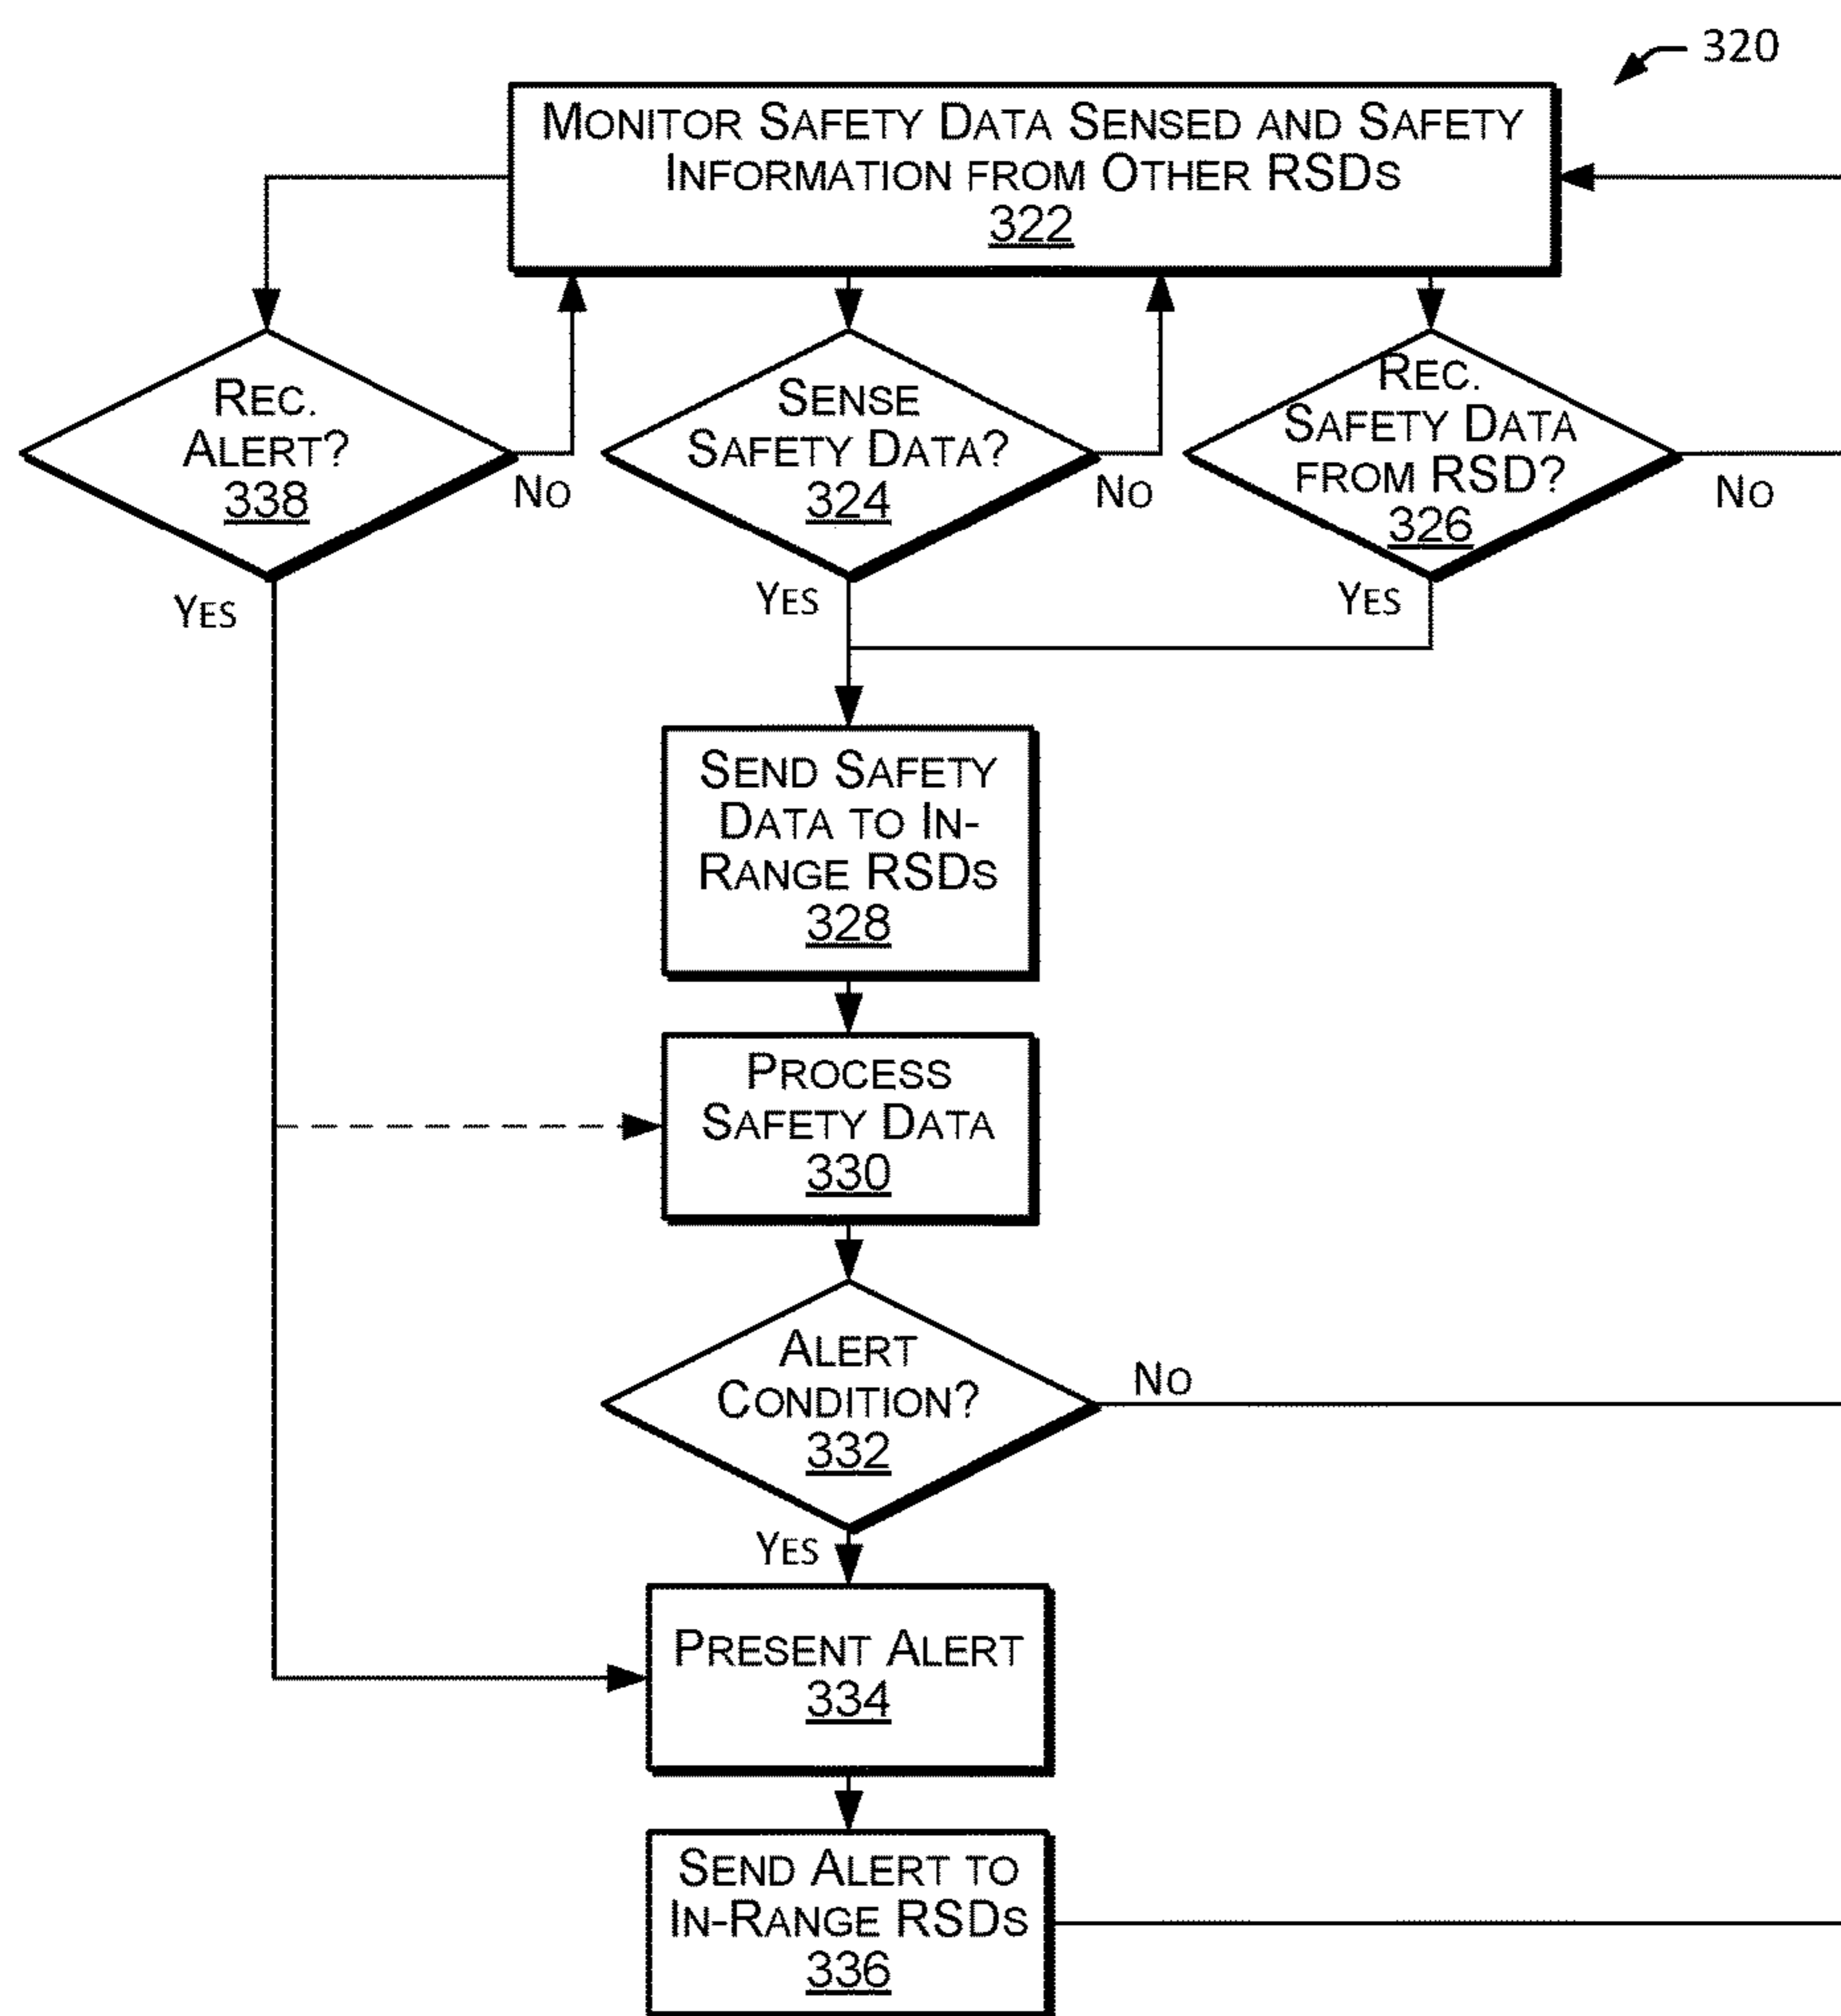 320
MONITOR SAFETY DATA SENSED AND SAFETY
INFORMATION FROM OTHER RSDS
322
REC.
ALERT?
338
NO
YES
SENSE
SAFETY DATA?
324
NO
YES
REC.
SAFETY DATA
FROM RSD?
326
NO
YES
SEND SAFETY
DATA TO IN-
RANGE RSDS
328
PROCESS
SAFETY DATA
330
ALERT
CONDITION?
332
NO
YES
PRESENT ALERT
334
SEND ALERT TO
IN-RANGE RSDS
336